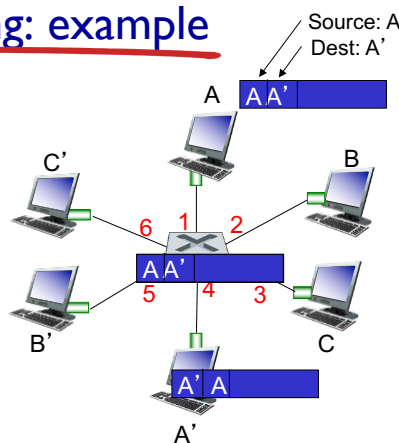 g: example
Source: A
Dest: A’
A
A A’
C’
B
6 1 2
A A’
5 4 3
B’
C
A’ A
A’